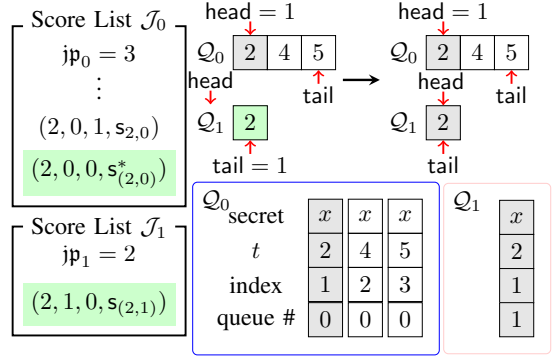 Score List 𝒥₀
j𝔭₀ = 3
⋮
(2, 0, 1, s₂,₀)
(2, 0, 0, s*₍₂,₀₎)
Score List 𝒥₁
j𝔭₁ = 2
(2, 1, 0, s₍₂,₁₎)
head = 1
𝒬₀ 2 4 5
tail
head
𝒬₁ 2
tail = 1
head = 1
𝒬₀ 2 4 5
head
tail
𝒬₁ 2
tail
𝒬₀
secret x x x
t 2 4 5
index 1 2 3
queue # 0 0 0
𝒬₁
x
2
1
1